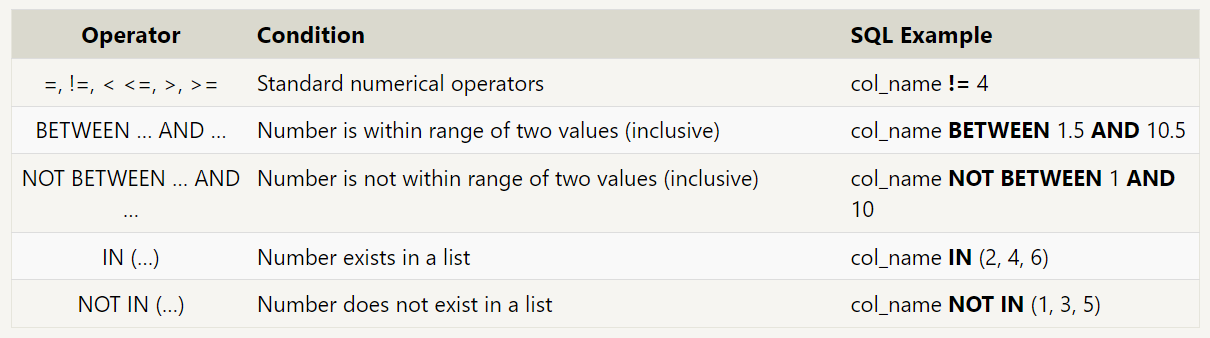 Operator Condition SQL Example
=, !=, < <=, >, >= Standard numerical operators col_name != 4
BETWEEN … AND … Number is within range of two values (inclusive) col_name BETWEEN 1.5 AND 10.5
NOT BETWEEN … AND Number is not within range of two values (inclusive) col_name NOT BETWEEN 1 AND
… 10
IN (…) Number exists in a list col_name IN (2, 4, 6)
NOT IN (…) Number does not exist in a list col_name NOT IN (1, 3, 5)